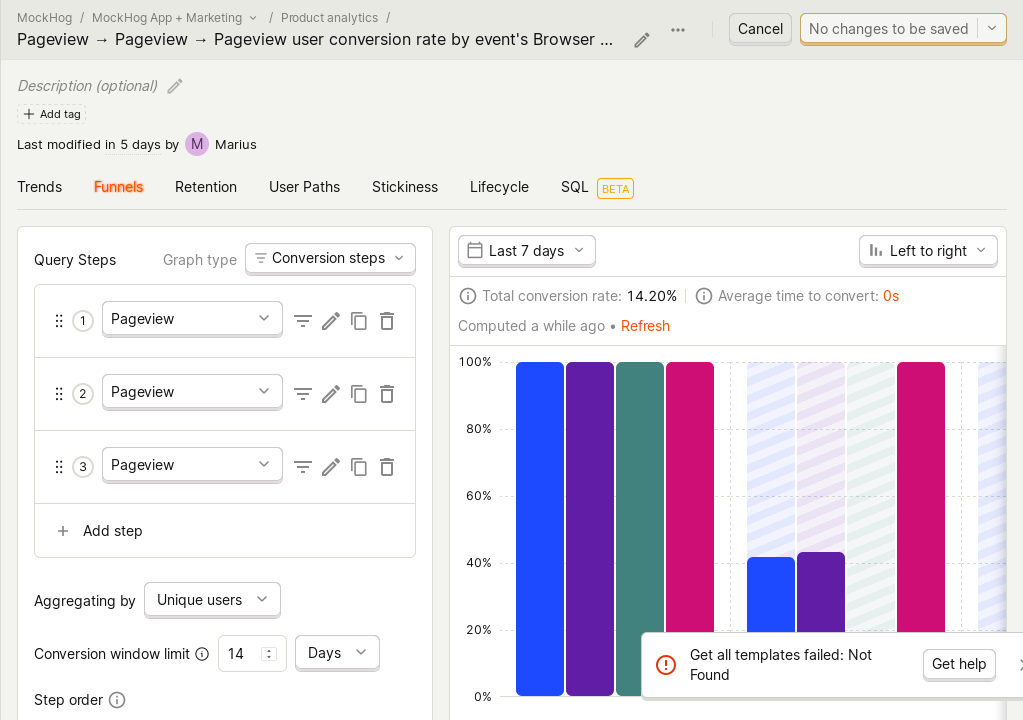 MockHog / MockHog App + Marketing / Product analytics /
Pageview → Pageview → Pageview user conversion rate by event's Browser ...
Cancel
No changes to be saved
Description (optional)
Add tag
Last modified in 5 days by M Marius
Trends Funnels Retention User Paths Stickiness Lifecycle SQL BETA
Query Steps Graph type Conversion steps
1 Pageview
2 Pageview
3 Pageview
+ Add step
Aggregating by Unique users
Conversion window limit 14 Days
Step order
Last 7 days Left to right
Total conversion rate: 14.20% Average time to convert: 0s
Computed a while ago • Refresh
100%
80%
60%
40%
20%
0%
Get all templates failed: Not
Found
Get help